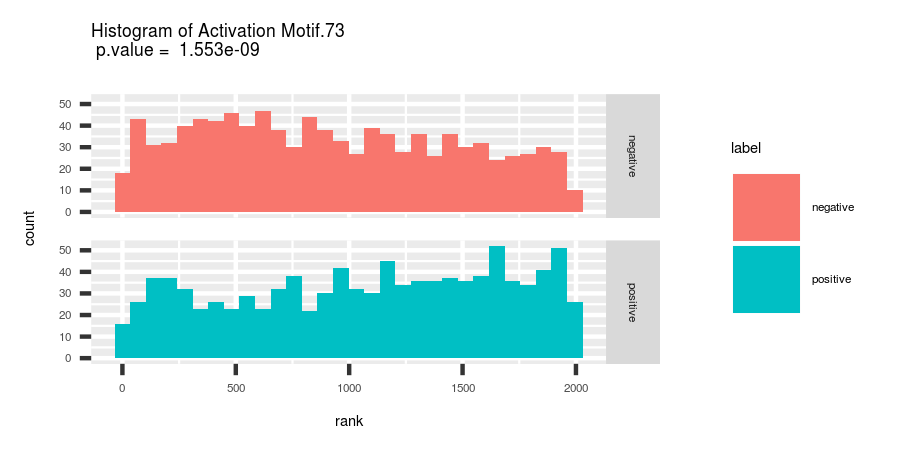 Histogram of Activation Motif.73
p.value = 1.553e-09
count
50
40
30
20
10
0
negative
50
40
30
20
10
0
positive
0 500 1000 1500 2000
rank
label
negative
positive